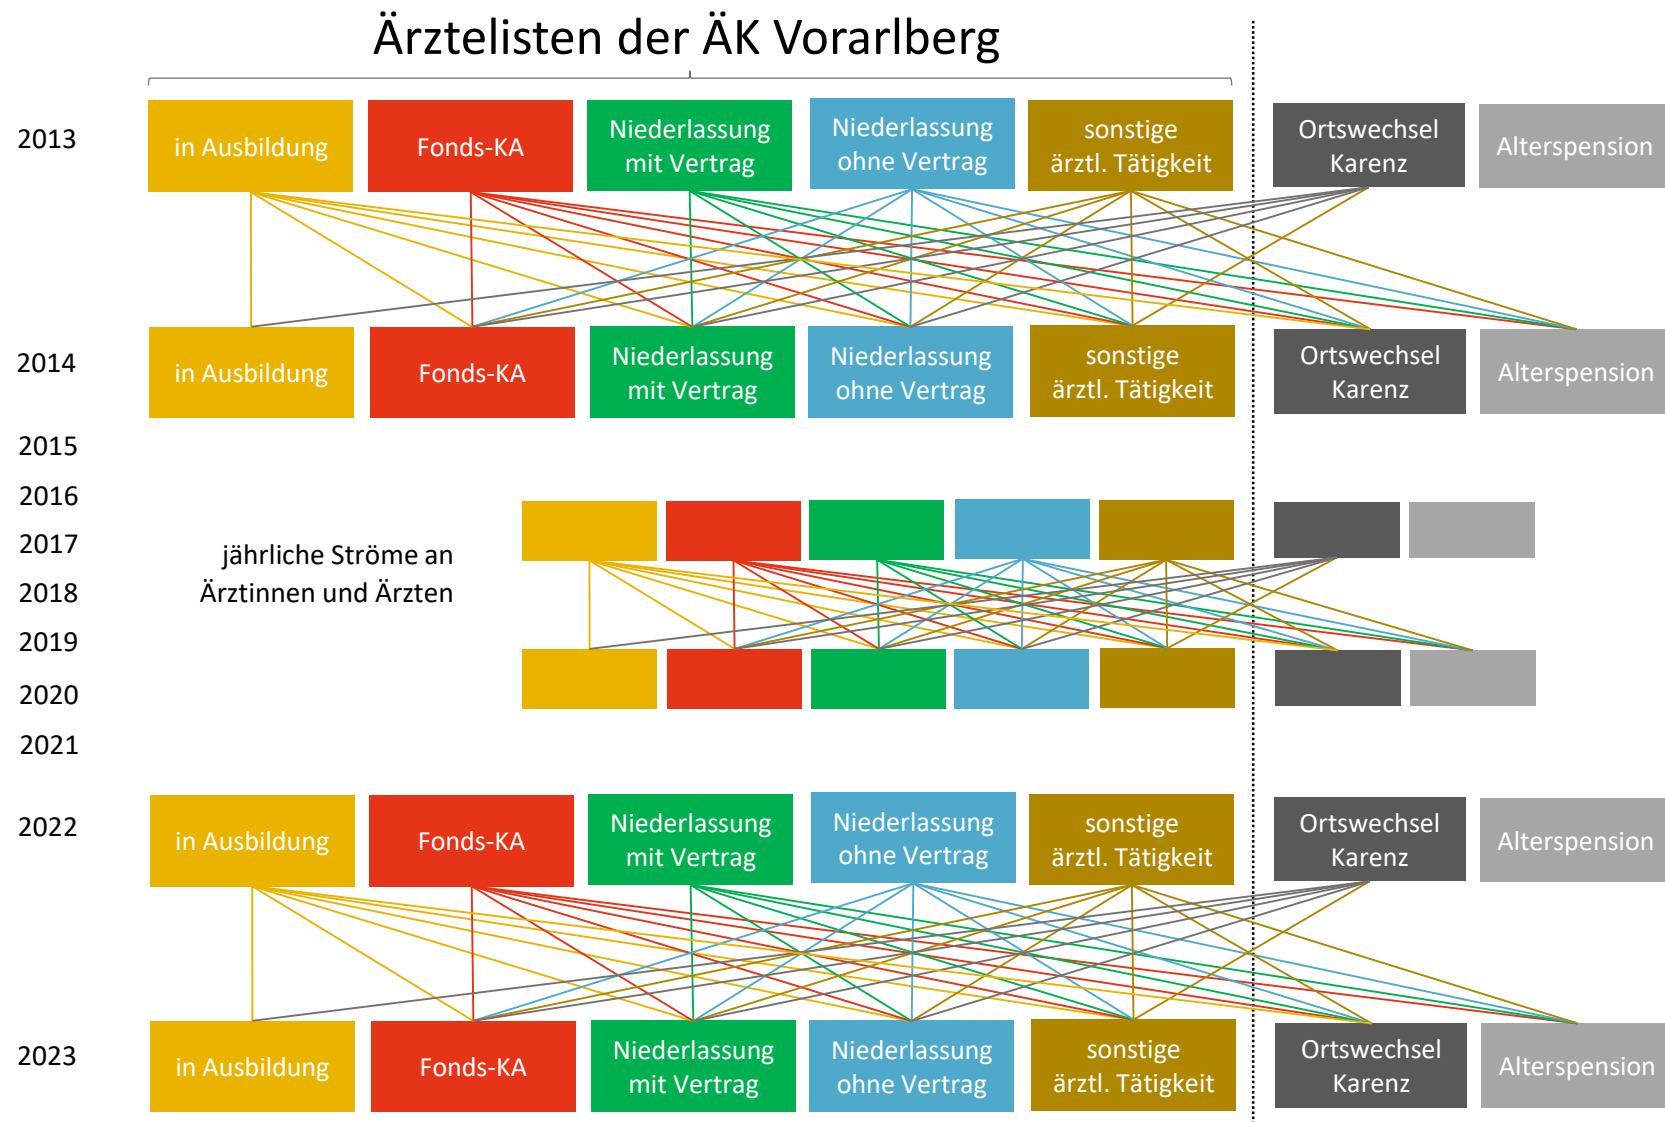 Ärztelisten der ÄK Vorarlberg
2013
in Ausbildung
Fonds-KA
Niederlassung
mit Vertrag
Niederlassung
ohne Vertrag
sonstige
ärztl. Tätigkeit
Ortswechsel
Karenz
Alterspension
2014
in Ausbildung
Fonds-KA
Niederlassung
mit Vertrag
Niederlassung
ohne Vertrag
sonstige
ärztl. Tätigkeit
Ortswechsel
Karenz
Alterspension
2015
2016
2017
jährliche Ströme an
Ärztinnen und Ärzten
2018
2019
2020
2021
2022
in Ausbildung
Fonds-KA
Niederlassung
mit Vertrag
Niederlassung
ohne Vertrag
sonstige
ärztl. Tätigkeit
Ortswechsel
Karenz
Alterspension
2023
in Ausbildung
Fonds-KA
Niederlassung
mit Vertrag
Niederlassung
ohne Vertrag
sonstige
ärztl. Tätigkeit
Ortswechsel
Karenz
Alterspension